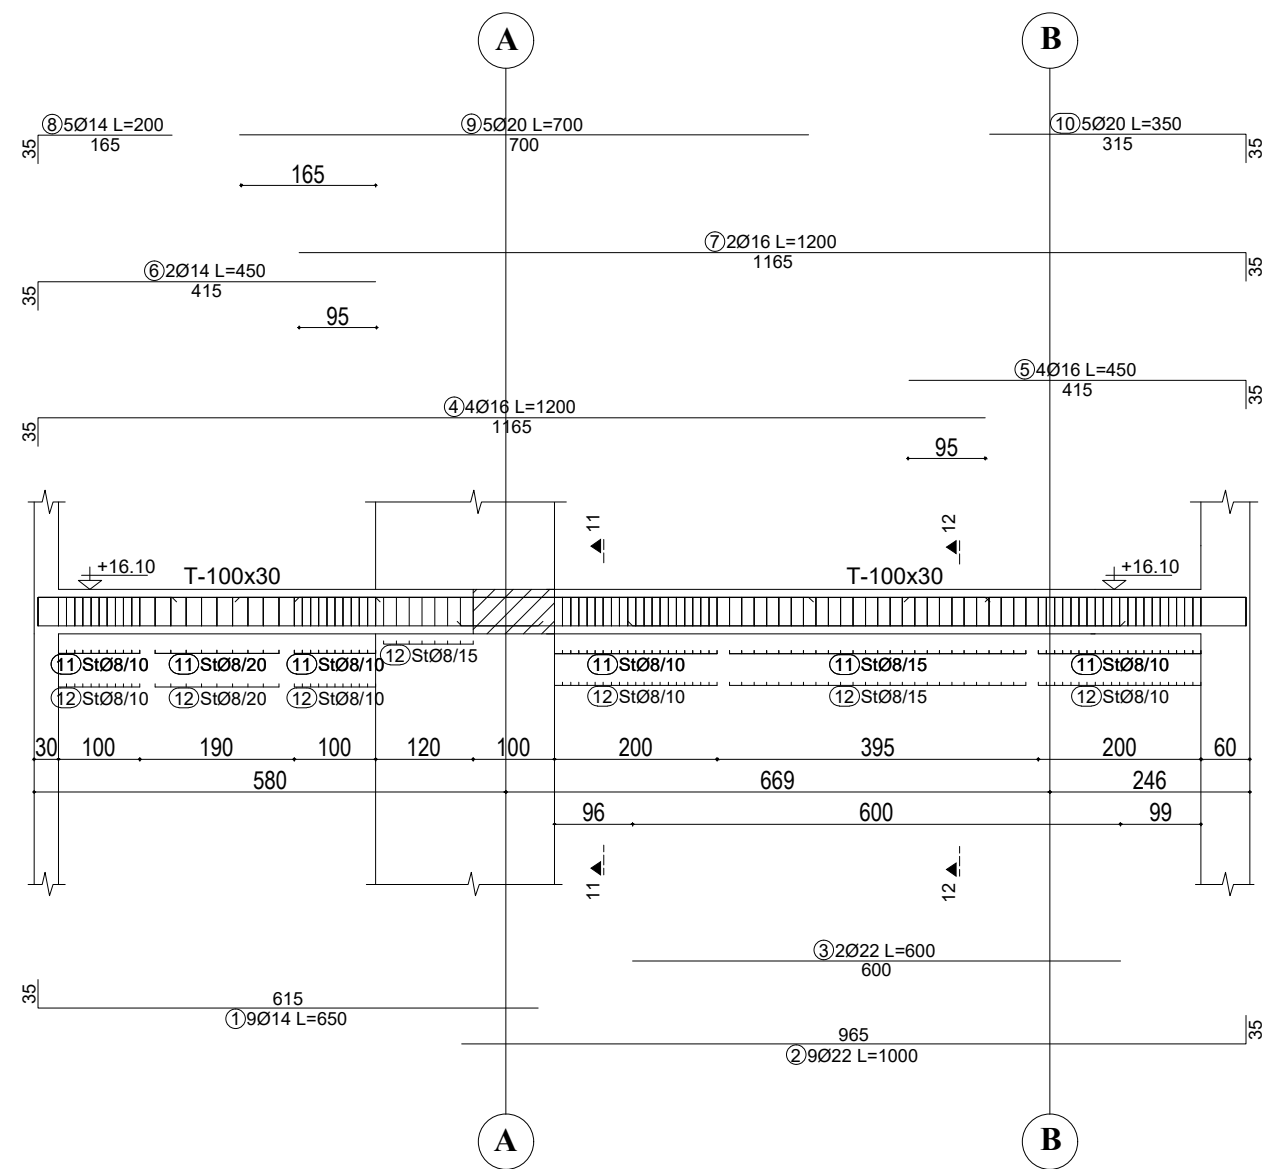 A
B
⑧5Ø14 L=200
165
35
⑨5Ø20 L=700
700
⑩5Ø20 L=350
315
35
165
⑦2Ø16 L=1200
1165
35
⑥2Ø14 L=450
415
35
95
⑤4Ø16 L=450
415
35
④4Ø16 L=1200
1165
35
95
11
12
+16.10
T-100x30
T-100x30
+16.10
⑪StØ8/10
⑪StØ8/20
⑪StØ8/10
⑫StØ8/15
⑪StØ8/10
⑪StØ8/15
⑪StØ8/10
⑫StØ8/10
⑫StØ8/20
⑫StØ8/10
⑫StØ8/10
⑫StØ8/15
⑫StØ8/10
30 100 190 100 120 100 200 395 200 60
580 669 246
96 600 99
11
12
③2Ø22 L=600
600
35
615
①9Ø14 L=650
965
②9Ø22 L=1000
35
A
B